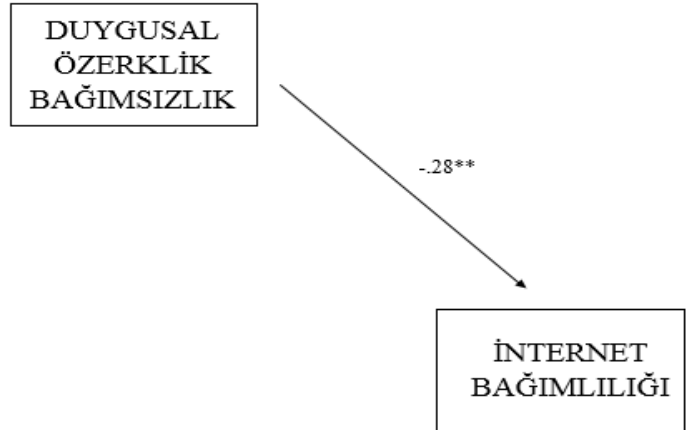 DUYGUSAL
ÖZERKLİK
BAĞIMSIZLIK
-.28**
İNTERNET
BAĞIMLILIĞI